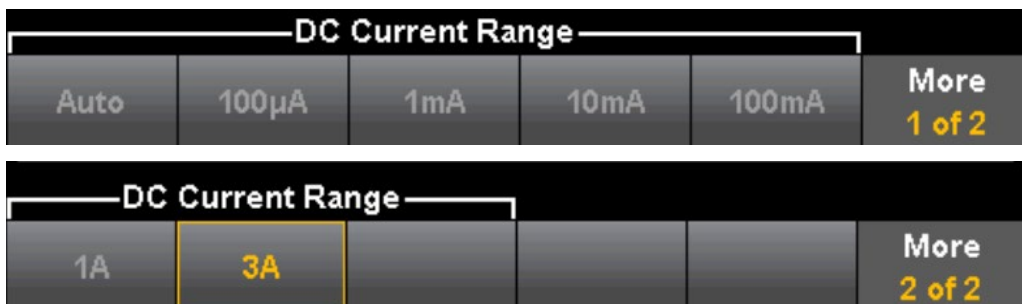 DC Current Range
Auto 100µA 1mA 10mA 100mA More
1 of 2
DC Current Range
1A 3A More
2 of 2